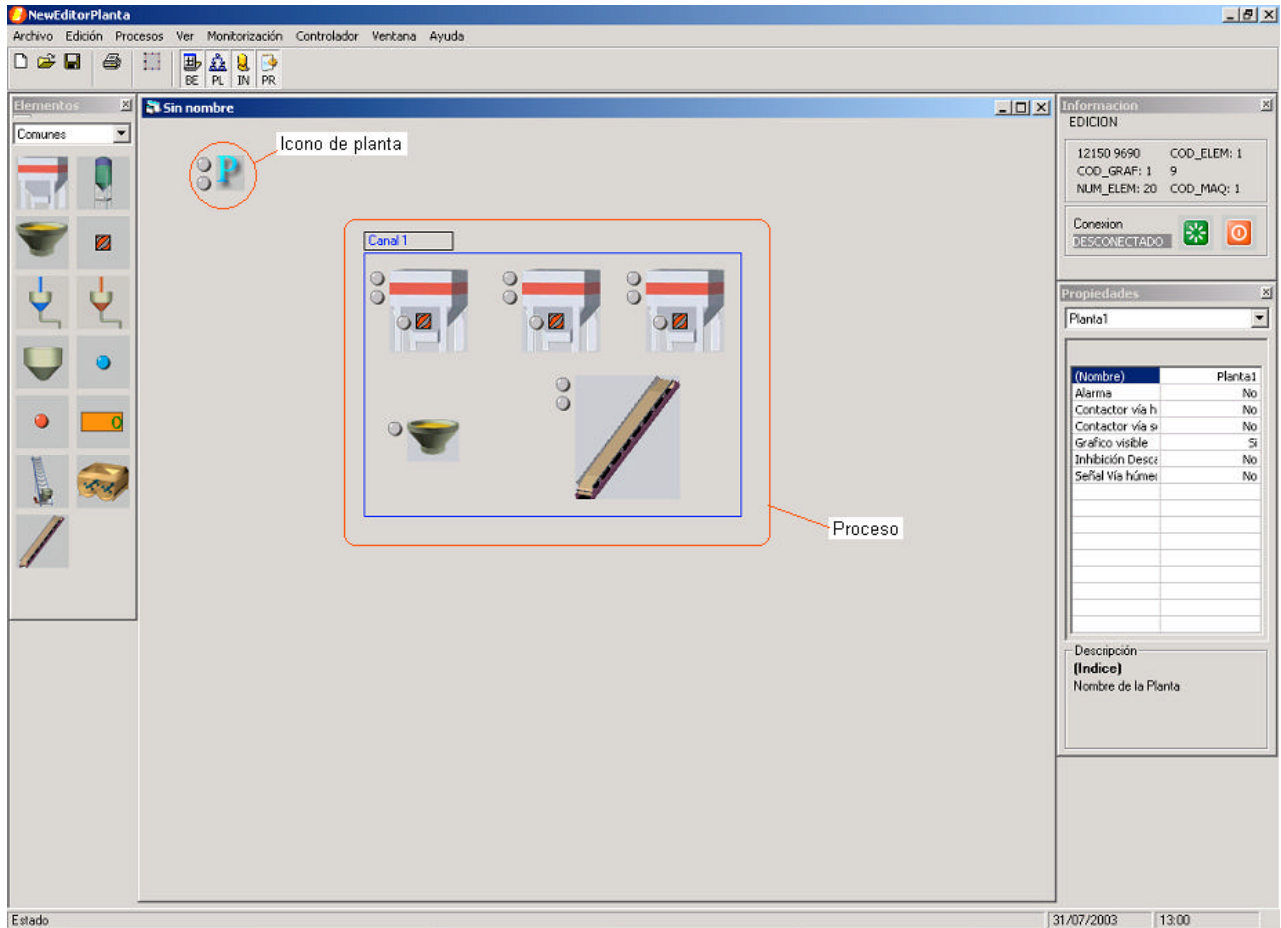 NewEditorPlanta
Archivo Edición Procesos Ver Monitorización Controlador Ventana Ayuda
BE PL IN PR
Elementos
Comunes
Sin nombre
Icono de planta
P
Canal 1
Proceso
Informacion
EDICION
12150 9690 COD_ELEM: 1
COD_GRAF: 1 9
NUM_ELEM: 20 COD_MAQ: 1
Conexion
DESCONECTADO
Propiedades
Planta1
(Nombre) Planta1
Alarma No
Contactor vía h No
Contactor vía s No
Grafico visible Si
Inhibición Desca No
Señal Vía húmed No
Descripción
(Indice)
Nombre de la Planta
Estado
31/07/2003 13:00